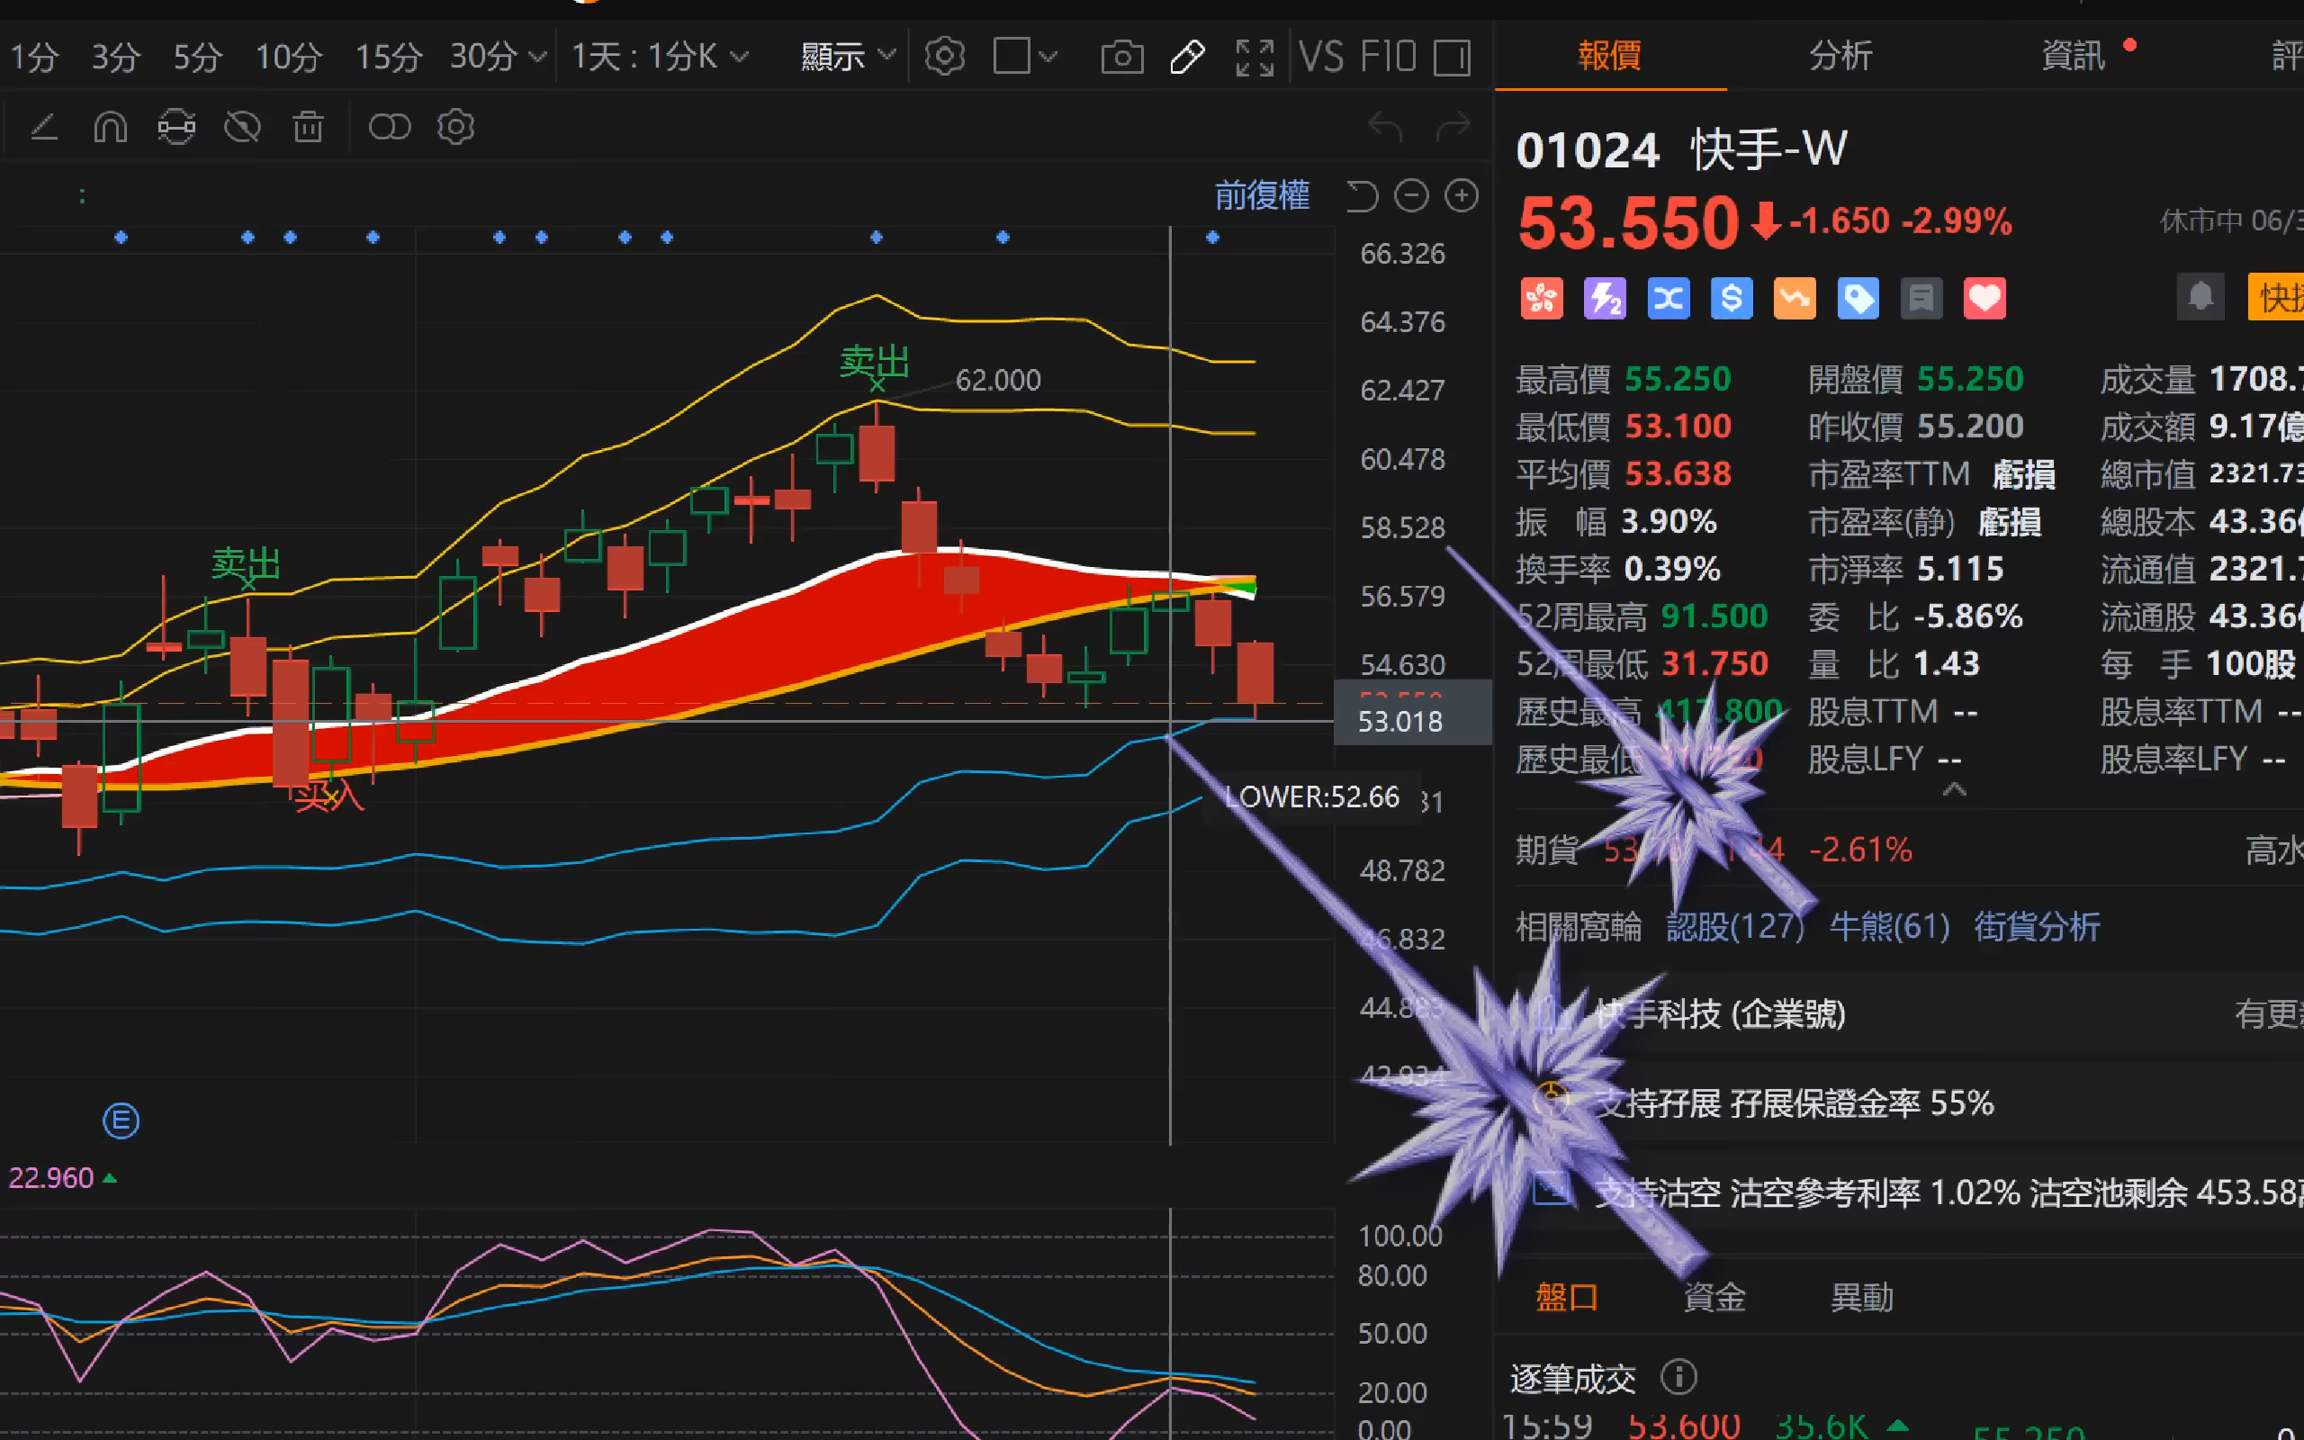 1分 3分 5分 10分 15分 30分 1天 : 1分K 顯示 VS F10
報價 分析 資訊 評
前復權
01024 快手-W
53.550 -1.650 -2.99% 休市中 06/3
最高價 55.250 開盤價 55.250 成交量 1708.7
最低價 53.100 昨收價 55.200 成交額 9.17億
平均價 53.638 市盈率TTM 虧損 總市值 2321.73
振 幅 3.90% 市盈率(静) 虧損 總股本 43.36
換手率 0.39% 市淨率 5.115 流通值 2321.7
52周最高 91.500 委 比 -5.86% 流通股 43.36
52周最低 31.750 量 比 1.43 每 手 100股
歷史最高 417.800 股息TTM -- 股息率TTM --
歷史最低 股息LFY -- 股息率LFY --
期貨 -2.61% 高水
相關窩輪 認股(127) 牛熊(61) 街貨分析
快手科技 (企業號) 有更
支持孖展 孖展保證金率 55%
支持沽空 沽空參考利率 1.02% 沽空池剩余 453.58
盤口 資金 異動
逐筆成交
15:59 53.600 35.6K 55.250
66.326
64.376
62.427
60.478
58.528
56.579
54.630
53.018
48.782
46.832
44.883
42.934
卖出
62.000
卖出
买入
LOWER:52.66
E
22.960
100.00
80.00
50.00
20.00
0.00